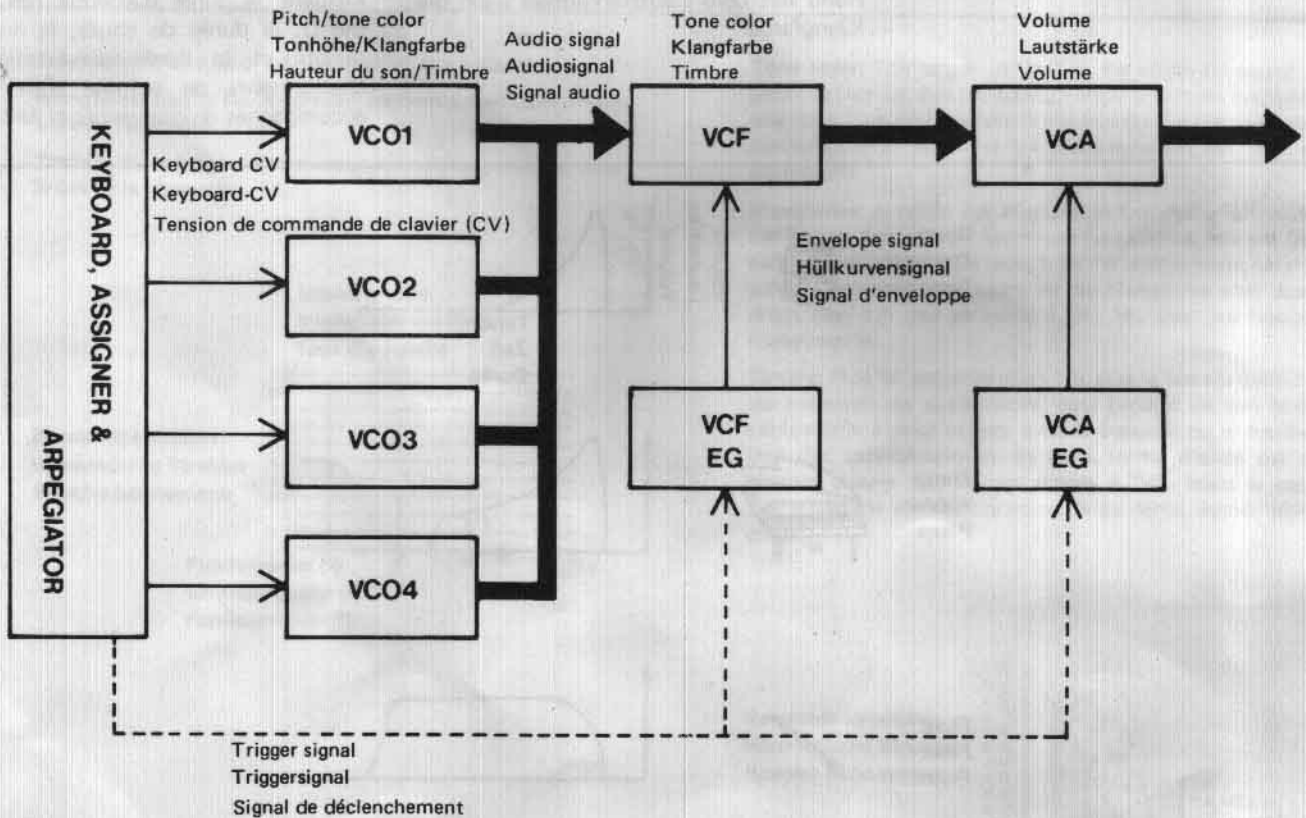 Pitch/tone color
Tonhöhe/Klangfarbe
Hauteur du son/Timbre
Audio signal
Audiosignal
Signal audio
Tone color
Klangfarbe
Timbre
Volume
Lautstärke
Volume
KEYBOARD, ASSIGNER &
ARPEGIATOR
VCO1
VCF
VCA
Keyboard CV
Keyboard-CV
Tension de commande de clavier (CV)
VCO2
Envelope signal
Hüllkurvensignal
Signal d'enveloppe
VCO3
VCF
EG
VCA
EG
VCO4
Trigger signal
Triggersignal
Signal de déclenchement